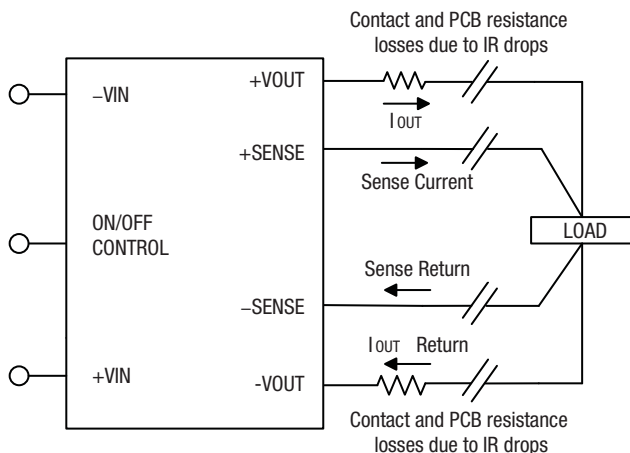 Contact and PCB resistance
losses due to IR drops
+VOUT
−VIN
IOUT
+SENSE
Sense Current
ON/OFF
CONTROL
LOAD
Sense Return
−SENSE
IOUT Return
+VIN
-VOUT
Contact and PCB resistance
losses due to IR drops